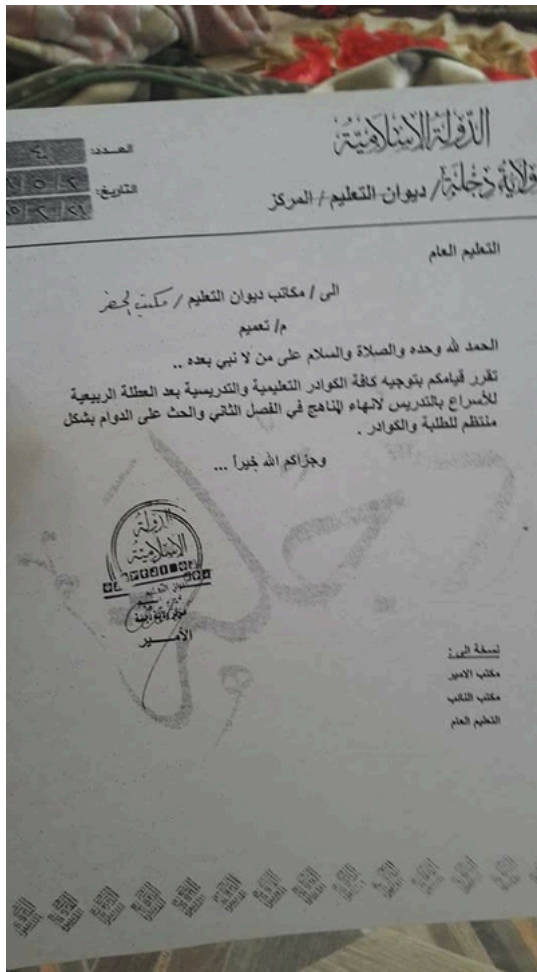 الدولة الإسلامية
ولاية دجلة / ديوان التعليم / المركز
العدد: ٤
التاريخ:
التعليم العام
الى / مكاتب ديوان التعليم / مكتب الحضر
م/ تعميم
الحمد لله وحده والصلاة والسلام على من لا نبي بعده ..
تقرر قيامكم بتوجيه كافة الكوادر التعليمية والتدريسية بعد العطلة الربيعية
للأسراع بالتدريس لانهاء المناهج في الفصل الثاني والحث على الدوام بشكل
منتظم للطلبة والكوادر .
وجزاكم الله خيراً ...
الدولة
الإسلامية
الأمير
نسخة الى:
مكتب الامير
مكتب النائب
التعليم العام
دجلة